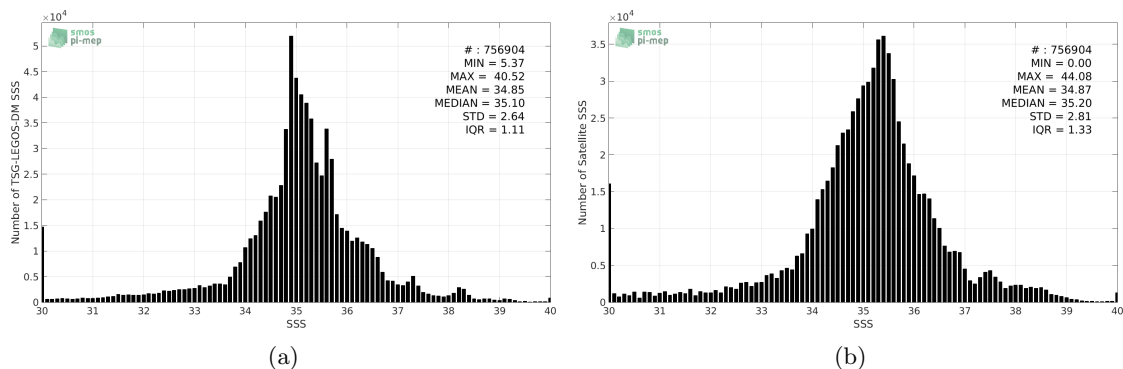 ×10⁴
smos
pi-mep
# : 756904
MIN = 5.37
MAX = 40.52
MEAN = 34.85
MEDIAN = 35.10
STD = 2.64
IQR = 1.11
Number of TSG-LEGOS-DM SSS
5
4.5
4
3.5
3
2.5
2
1.5
1
0.5
0
30 31 32 33 34 35 36 37 38 39 40
SSS
(a)
×10⁴
smos
pi-mep
# : 756904
MIN = 0.00
MAX = 44.08
MEAN = 34.87
MEDIAN = 35.20
STD = 2.81
IQR = 1.33
Number of Satellite SSS
3.5
3
2.5
2
1.5
1
0.5
0
30 31 32 33 34 35 36 37 38 39 40
SSS
(b)